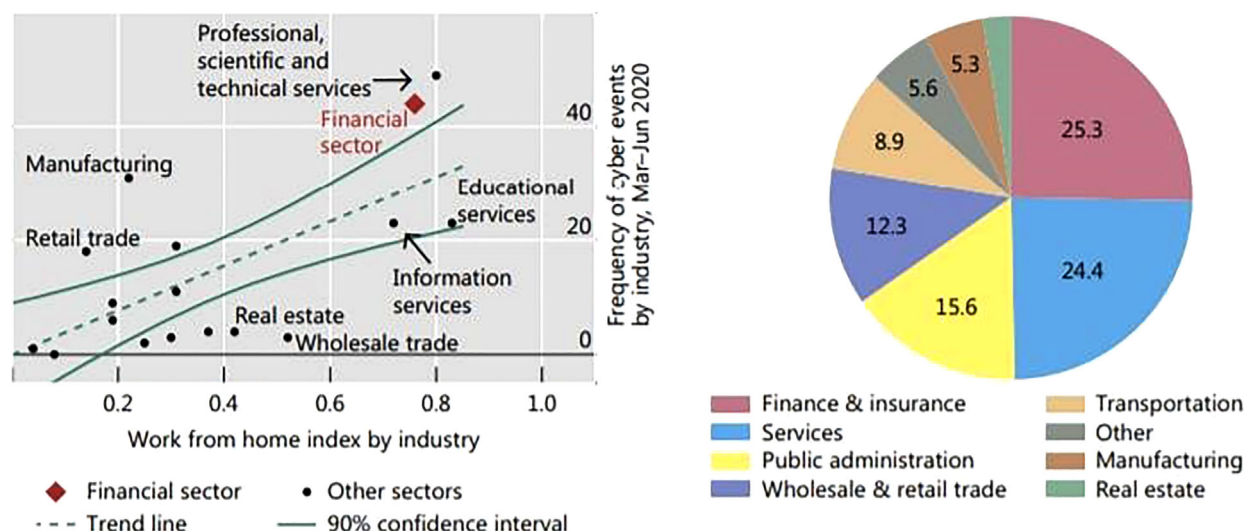 Professional,
scientific and
technical services
Financial
sector
Manufacturing
Retail trade
Educational
services
Information
services
Real estate
Wholesale trade
40
20
0
Frequency of cyber events
by industry, Mar–Jun 2020
0.2 0.4 0.6 0.8 1.0
Work from home index by industry
Financial sector Other sectors
Trend line 90% confidence interval
25.3
24.4
15.6
12.3
8.9
5.6
5.3
Finance & insurance Transportation
Services Other
Public administration Manufacturing
Wholesale & retail trade Real estate